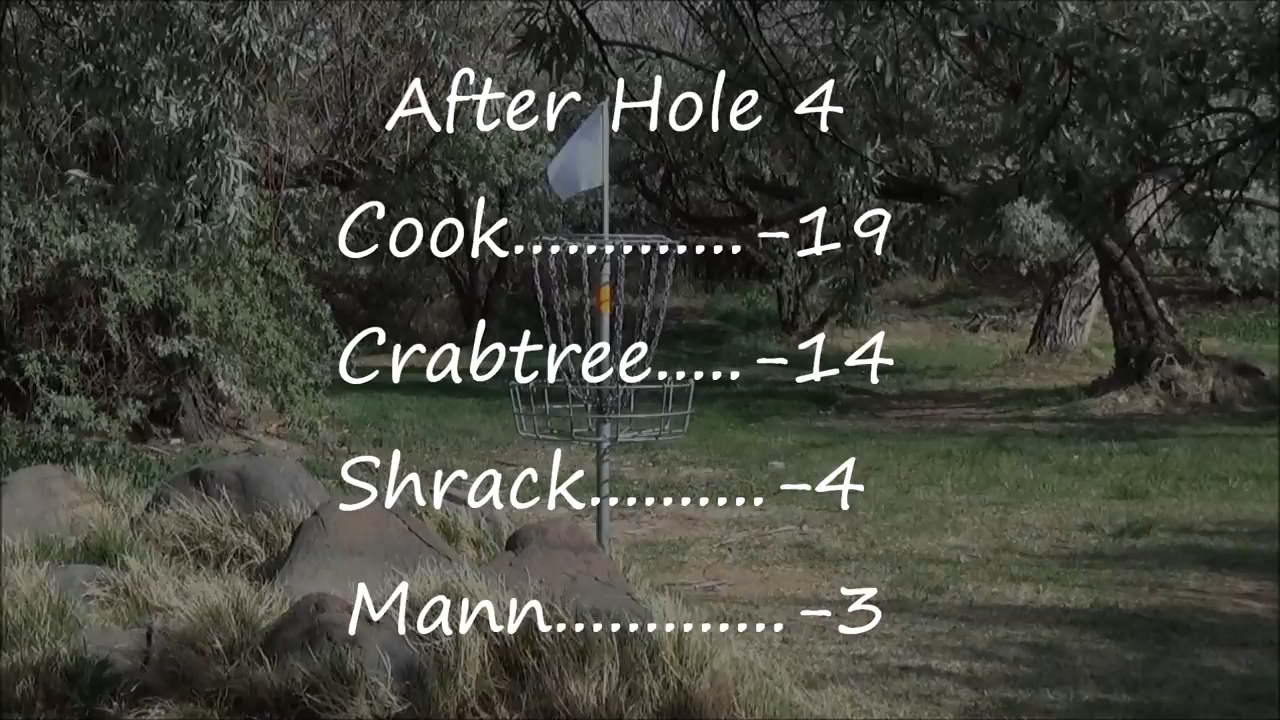 After Hole 4
Cook.............-19
Crabtree.....-14
Shrack..........-4
Mann.............-3